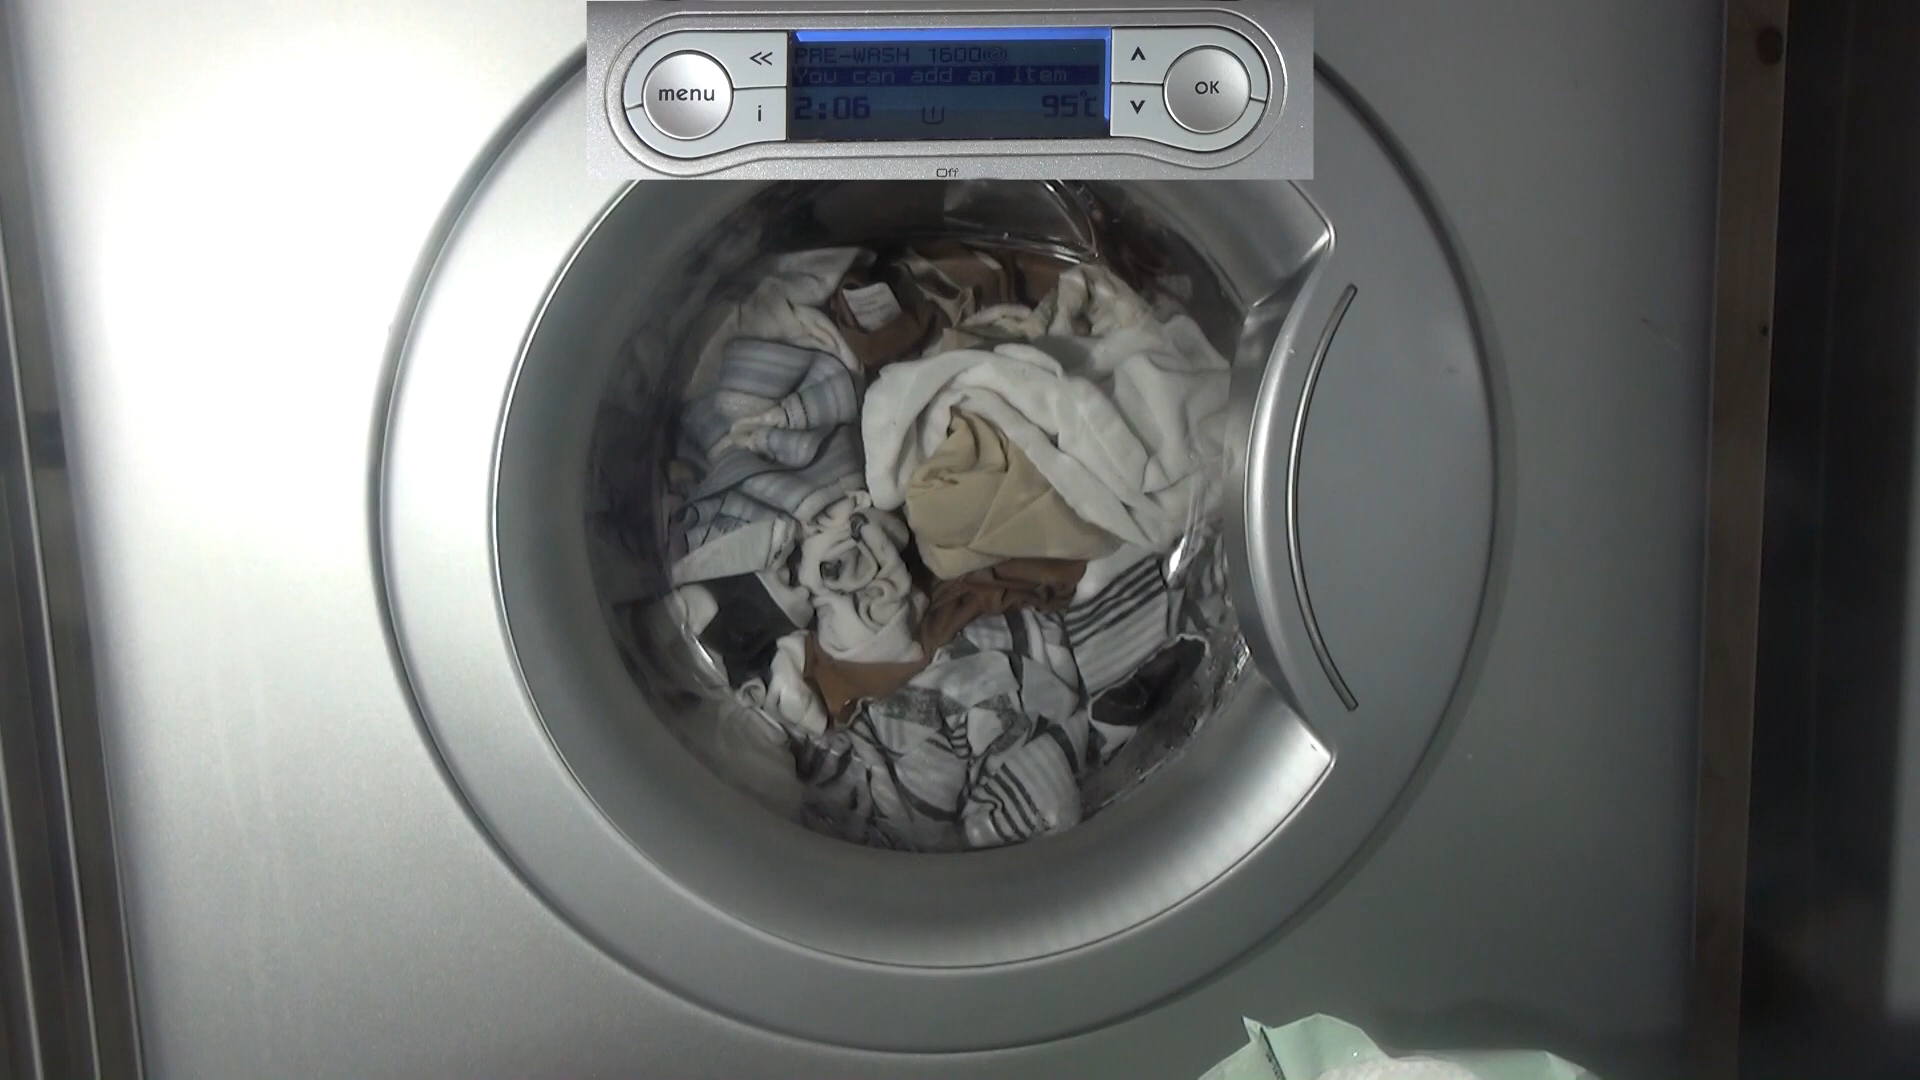 menu
<<
i
PRE-WASH 1600
You can add an item
2:06
95°C
OK
Off